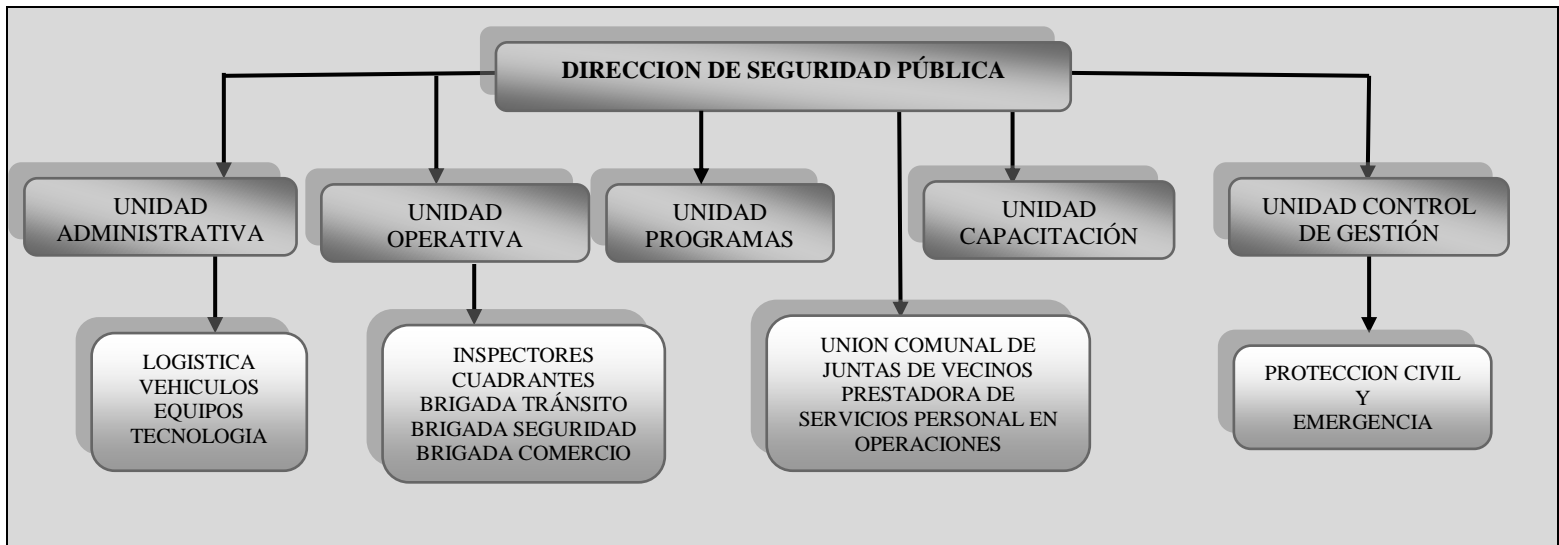 DIRECCION DE SEGURIDAD PÚBLICA
UNIDAD
ADMINISTRATIVA
UNIDAD
OPERATIVA
UNIDAD
PROGRAMAS
UNIDAD
CAPACITACIÓN
UNIDAD CONTROL
DE GESTIÓN
LOGISTICA
VEHICULOS
EQUIPOS
TECNOLOGIA
INSPECTORES
CUADRANTES
BRIGADA TRÁNSITO
BRIGADA SEGURIDAD
BRIGADA COMERCIO
UNION COMUNAL DE
JUNTAS DE VECINOS
PRESTADORA DE
SERVICIOS PERSONAL EN
OPERACIONES
PROTECCION CIVIL
Y
EMERGENCIA